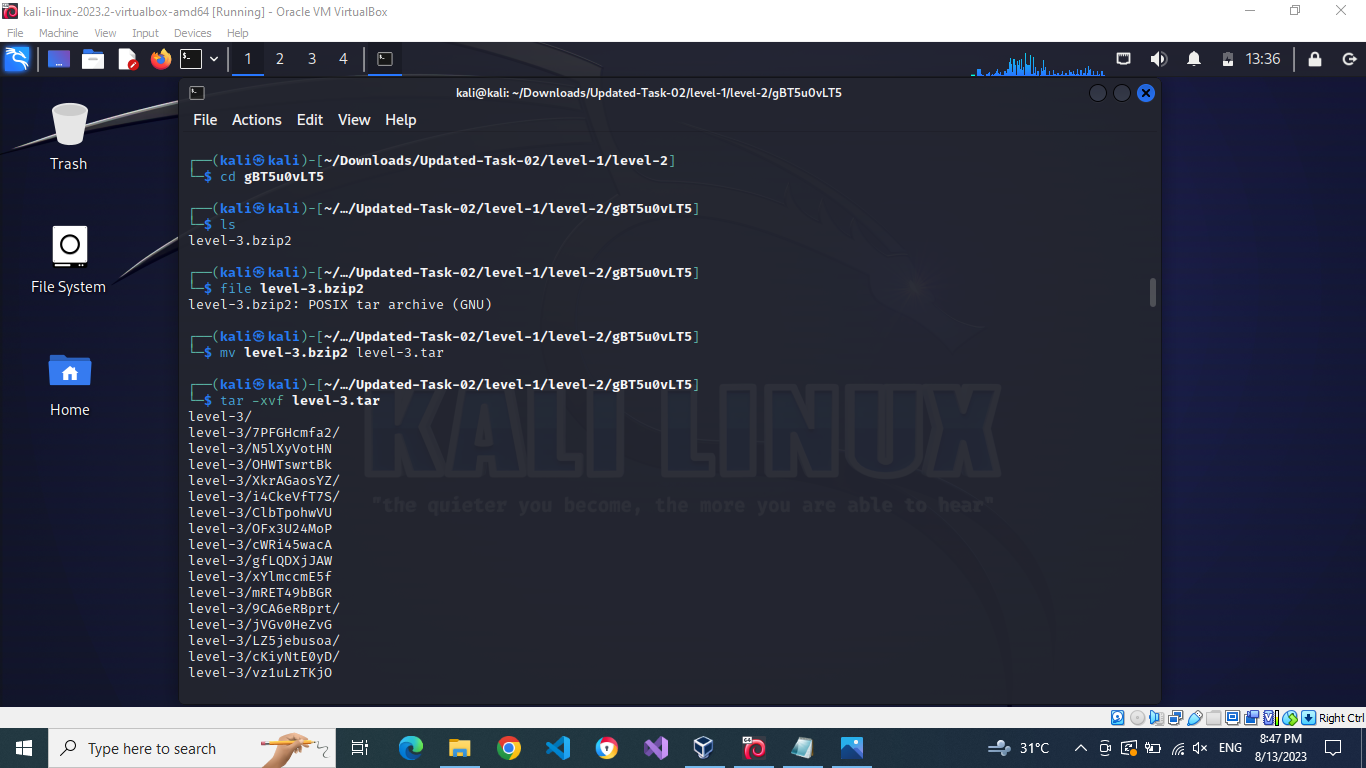 kali-linux-2023.2-virtualbox-amd64 [Running] - Oracle VM VirtualBox
File Machine View Input Devices Help
1 2 3 4 13:36
kali@kali: ~/Downloads/Updated-Task-02/level-1/level-2/gBT5u0vLT5
File Actions Edit View Help
┌──(kali㉿kali)-[~/Downloads/Updated-Task-02/level-1/level-2]
└─$ cd gBT5u0vLT5
┌──(kali㉿kali)-[~/…/Updated-Task-02/level-1/level-2/gBT5u0vLT5]
└─$ ls
level-3.bzip2
┌──(kali㉿kali)-[~/…/Updated-Task-02/level-1/level-2/gBT5u0vLT5]
└─$ file level-3.bzip2
level-3.bzip2: POSIX tar archive (GNU)
┌──(kali㉿kali)-[~/…/Updated-Task-02/level-1/level-2/gBT5u0vLT5]
└─$ mv level-3.bzip2 level-3.tar
┌──(kali㉿kali)-[~/…/Updated-Task-02/level-1/level-2/gBT5u0vLT5]
└─$ tar -xvf level-3.tar
level-3/
level-3/7PFGHcmfa2/
level-3/N5lXyVotHN
level-3/OHWTswrtBk
level-3/XkrAGaosYZ/
level-3/i4CkeVfT7S/
level-3/ClbTpohwVU
level-3/OFx3U24MoP
level-3/cWRi45wacA
level-3/gfLQDXjJAW
level-3/xYlmccmE5f
level-3/mRET49bBGR
level-3/9CA6eRBprt/
level-3/jVGv0HeZvG
level-3/LZ5jebusoa/
level-3/cKiyNtE0yD/
level-3/vz1uLzTKjO
KALI LINUX
"the quieter you become, the more you are able to hear"
Trash
File System
Home
Right Ctrl
Type here to search
31°C
ENG
8:47 PM
8/13/2023